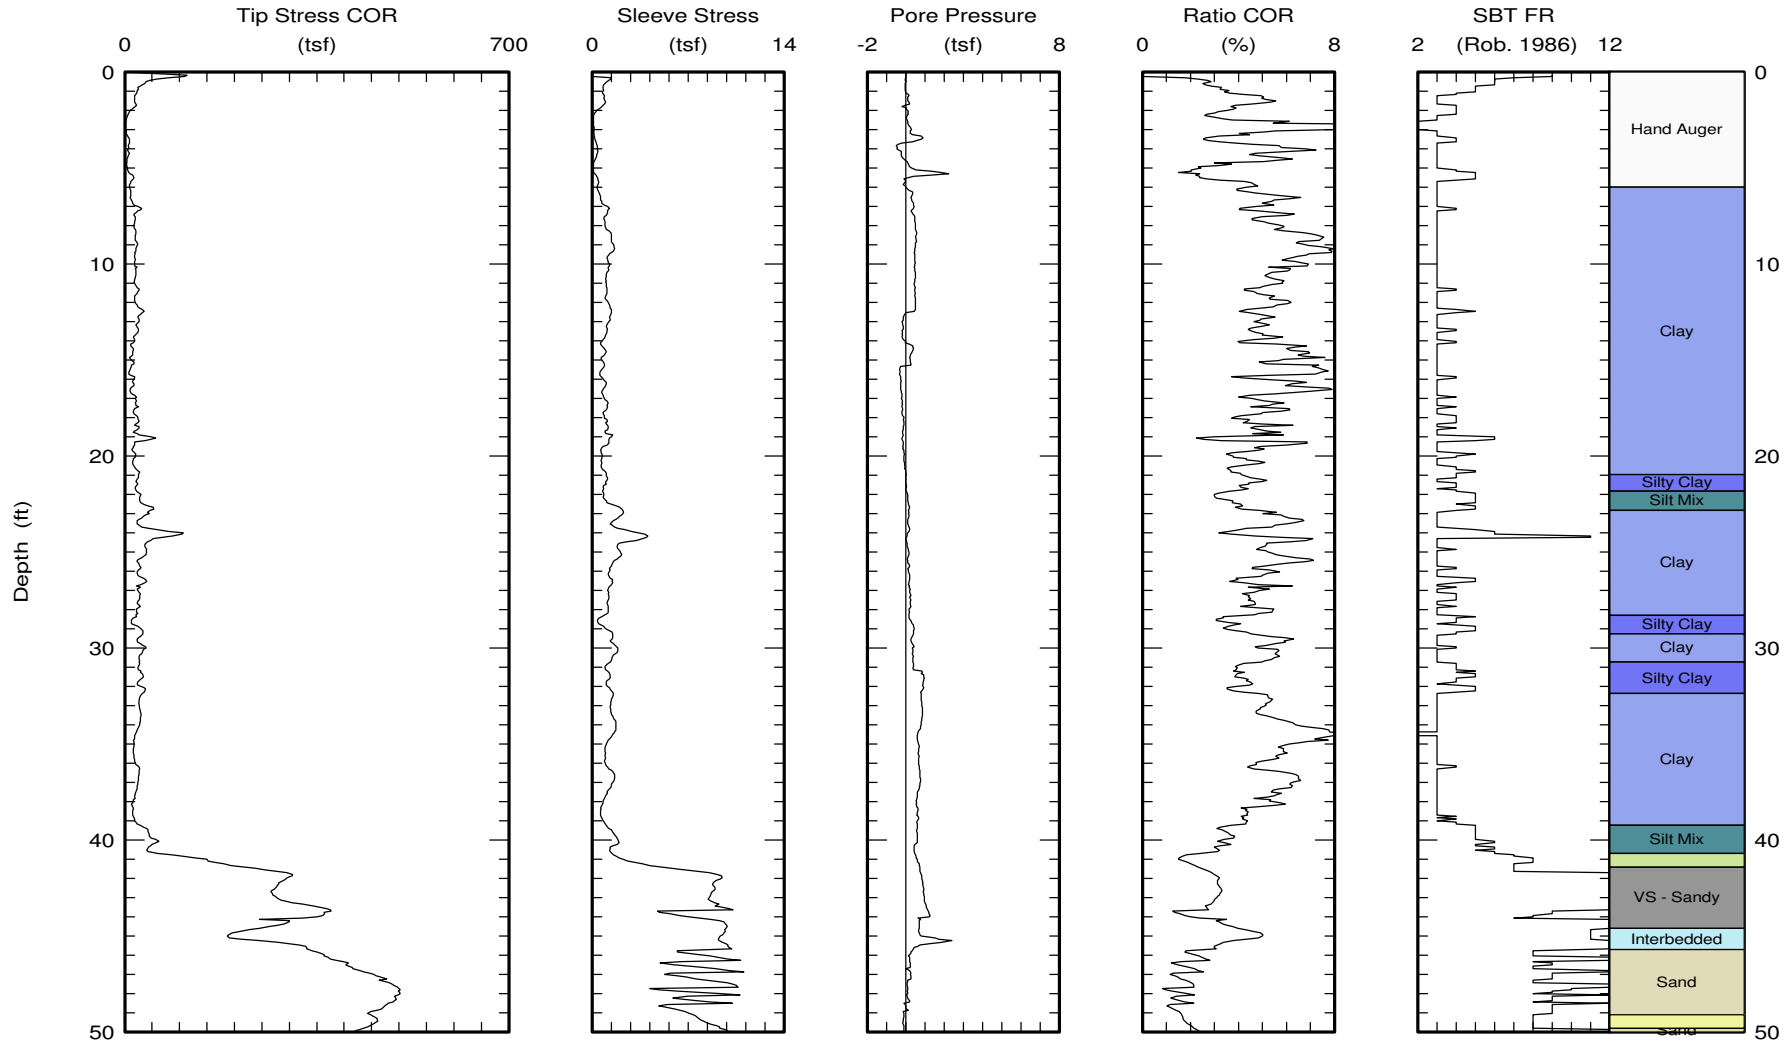 Tip Stress COR
Sleeve Stress
Pore Pressure
Ratio COR
SBT FR
0 (tsf) 700
0 (tsf) 14
-2 (tsf) 8
0 (%) 8
2 (Rob. 1986) 12
0
0
Hand Auger
10
10
Clay
20
20
Silty Clay
Silt Mix
Depth (ft)
Clay
Silty Clay
30
Clay
30
Silty Clay
Clay
40
Silt Mix
40
VS - Sandy
Interbedded
Sand
50
Sand
50